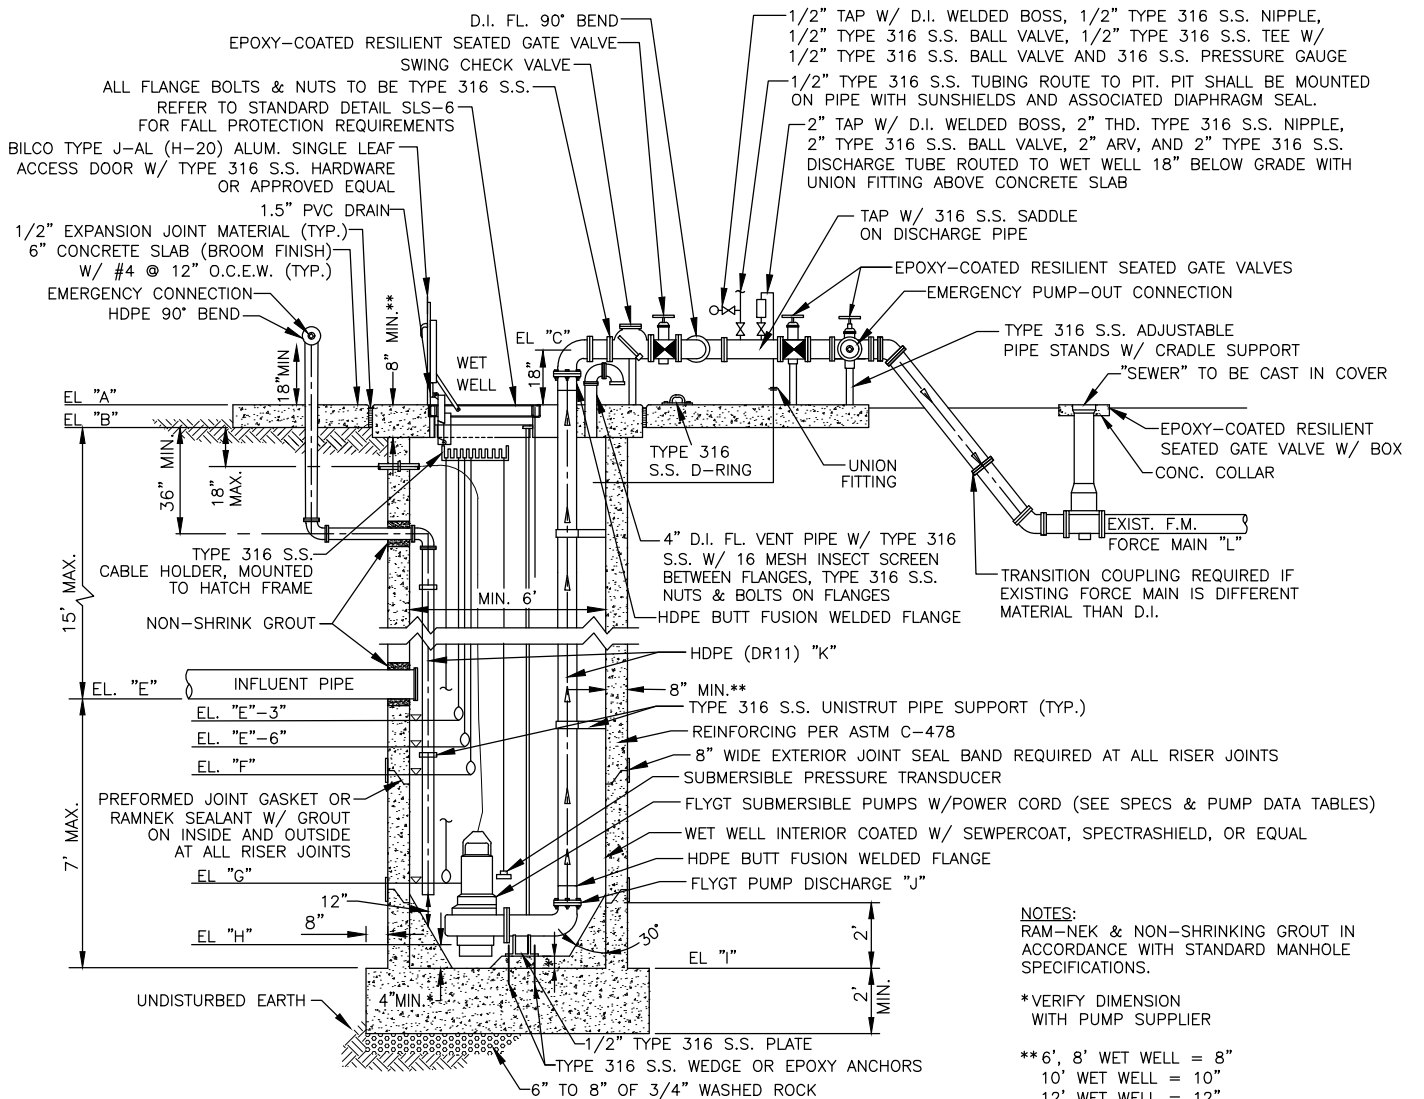 D.I. FL. 90° BEND
EPOXY-COATED RESILIENT SEATED GATE VALVE
SWING CHECK VALVE
ALL FLANGE BOLTS & NUTS TO BE TYPE 316 S.S.
REFER TO STANDARD DETAIL SLS-6
FOR FALL PROTECTION REQUIREMENTS
BILCO TYPE J-AL (H-20) ALUM. SINGLE LEAF
ACCESS DOOR W/ TYPE 316 S.S. HARDWARE
OR APPROVED EQUAL
1.5" PVC DRAIN
1/2" EXPANSION JOINT MATERIAL (TYP.)
6" CONCRETE SLAB (BROOM FINISH)
W/ #4 @ 12" O.C.E.W. (TYP.)
EMERGENCY CONNECTION
HDPE 90° BEND
1/2" TAP W/ D.I. WELDED BOSS, 1/2" TYPE 316 S.S. NIPPLE,
1/2" TYPE 316 S.S. BALL VALVE, 1/2" TYPE 316 S.S. TEE W/
1/2" TYPE 316 S.S. BALL VALVE AND 316 S.S. PRESSURE GAUGE
1/2" TYPE 316 S.S. TUBING ROUTE TO PIT. PIT SHALL BE MOUNTED
ON PIPE WITH SUNSHIELDS AND ASSOCIATED DIAPHRAGM SEAL.
2" TAP W/ D.I. WELDED BOSS, 2" THD. TYPE 316 S.S. NIPPLE,
2" TYPE 316 S.S. BALL VALVE, 2" ARV, AND 2" TYPE 316 S.S.
DISCHARGE TUBE ROUTED TO WET WELL 18" BELOW GRADE WITH
UNION FITTING ABOVE CONCRETE SLAB
TAP W/ 316 S.S. SADDLE
ON DISCHARGE PIPE
EPOXY-COATED RESILIENT SEATED GATE VALVES
EMERGENCY PUMP-OUT CONNECTION
TYPE 316 S.S. ADJUSTABLE
PIPE STANDS W/ CRADLE SUPPORT
"SEWER" TO BE CAST IN COVER
18"MIN
8" MIN.**
WET
WELL
EL "C"
18"
EL "A"
EL "B"
36" MIN.
18"
MAX.
TYPE 316
S.S. D-RING
UNION
FITTING
EPOXY-COATED RESILIENT
SEATED GATE VALVE W/ BOX
CONC. COLLAR
EXIST. F.M.
FORCE MAIN "L"
TRANSITION COUPLING REQUIRED IF
EXISTING FORCE MAIN IS DIFFERENT
MATERIAL THAN D.I.
TYPE 316 S.S.
CABLE HOLDER, MOUNTED
TO HATCH FRAME
NON-SHRINK GROUT
4" D.I. FL. VENT PIPE W/ TYPE 316
S.S. W/ 16 MESH INSECT SCREEN
BETWEEN FLANGES, TYPE 316 S.S.
NUTS & BOLTS ON FLANGES
HDPE BUTT FUSION WELDED FLANGE
MIN. 6'
15' MAX.
HDPE (DR11) "K"
INFLUENT PIPE
EL. "E"
8" MIN.**
TYPE 316 S.S. UNISTRUT PIPE SUPPORT (TYP.)
EL. "E"-3"
REINFORCING PER ASTM C-478
EL. "E"-6"
8" WIDE EXTERIOR JOINT SEAL BAND REQUIRED AT ALL RISER JOINTS
EL. "F"
SUBMERSIBLE PRESSURE TRANSDUCER
PREFORMED JOINT GASKET OR
RAMNEK SEALANT W/ GROUT
ON INSIDE AND OUTSIDE
AT ALL RISER JOINTS
FLYGT SUBMERSIBLE PUMPS W/POWER CORD (SEE SPECS & PUMP DATA TABLES)
WET WELL INTERIOR COATED W/ SEWPERCOAT, SPECTRASHIELD, OR EQUAL
7' MAX.
HDPE BUTT FUSION WELDED FLANGE
EL "G"
FLYGT PUMP DISCHARGE "J"
12"
8"
EL "H"
30°
2'
EL "I"
4"MIN.*
*
2'
MIN.
UNDISTURBED EARTH
1/2" TYPE 316 S.S. PLATE
TYPE 316 S.S. WEDGE OR EPOXY ANCHORS
6" TO 8" OF 3/4" WASHED ROCK
NOTES:
RAM-NEK & NON-SHRINKING GROUT IN
ACCORDANCE WITH STANDARD MANHOLE
SPECIFICATIONS.
*VERIFY DIMENSION
WITH PUMP SUPPLIER
**6', 8' WET WELL = 8"
10' WET WELL = 10"
12' WET WELL = 12"